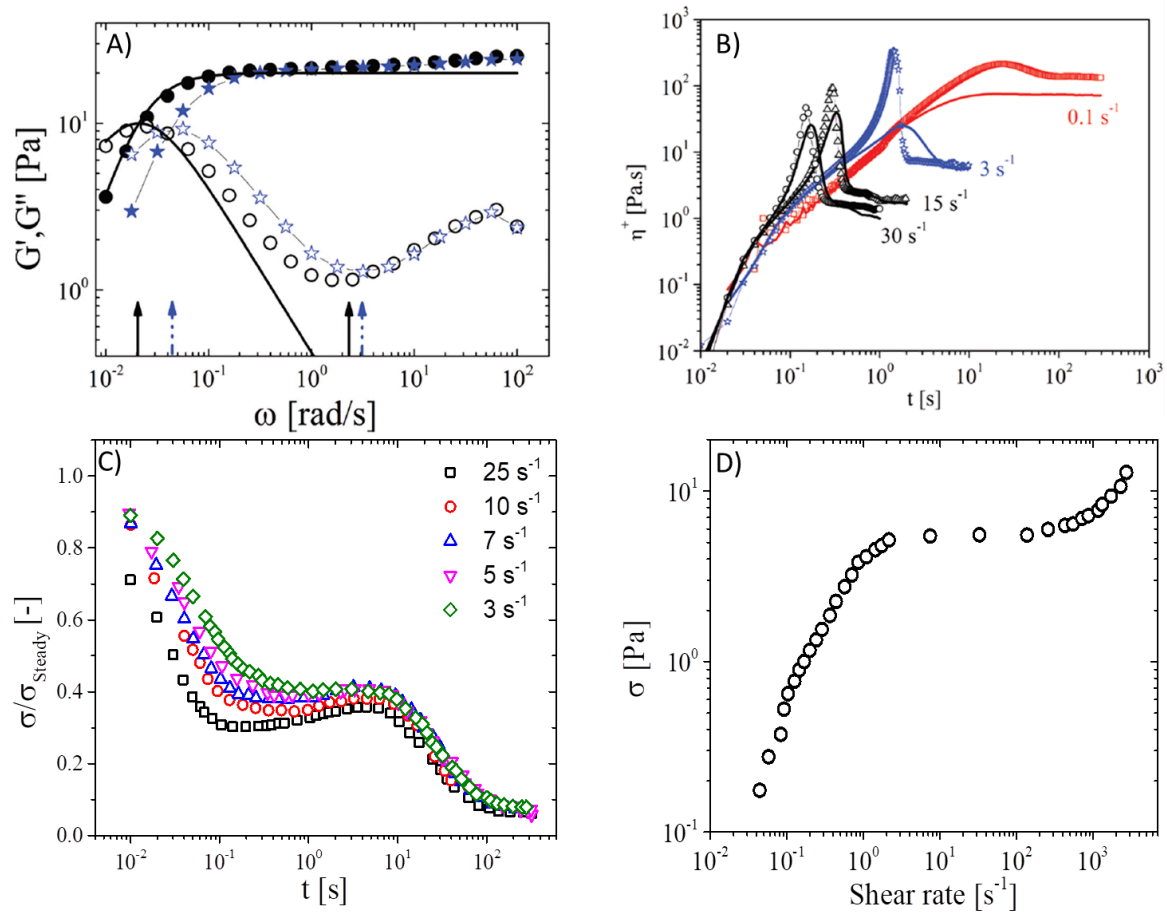 A)
G',G" [Pa]
10¹
10⁰
10⁻² 10⁻¹ 10⁰ 10¹ 10²
ω [rad/s]
B)
η⁺ [Pa.s]
10³
10²
10¹
10⁰
10⁻¹
10⁻²
0.1 s⁻¹
3 s⁻¹
15 s⁻¹
30 s⁻¹
10⁻² 10⁻¹ 10⁰ 10¹ 10² 10³
t [s]
C)
σ/σSteady [-]
1.0
0.8
0.6
0.4
0.2
0.0
25 s⁻¹
10 s⁻¹
7 s⁻¹
5 s⁻¹
3 s⁻¹
10⁻² 10⁻¹ 10⁰ 10¹ 10²
t [s]
D)
σ [Pa]
10¹
10⁰
10⁻¹
10⁻² 10⁻¹ 10⁰ 10¹ 10² 10³
Shear rate [s⁻¹]